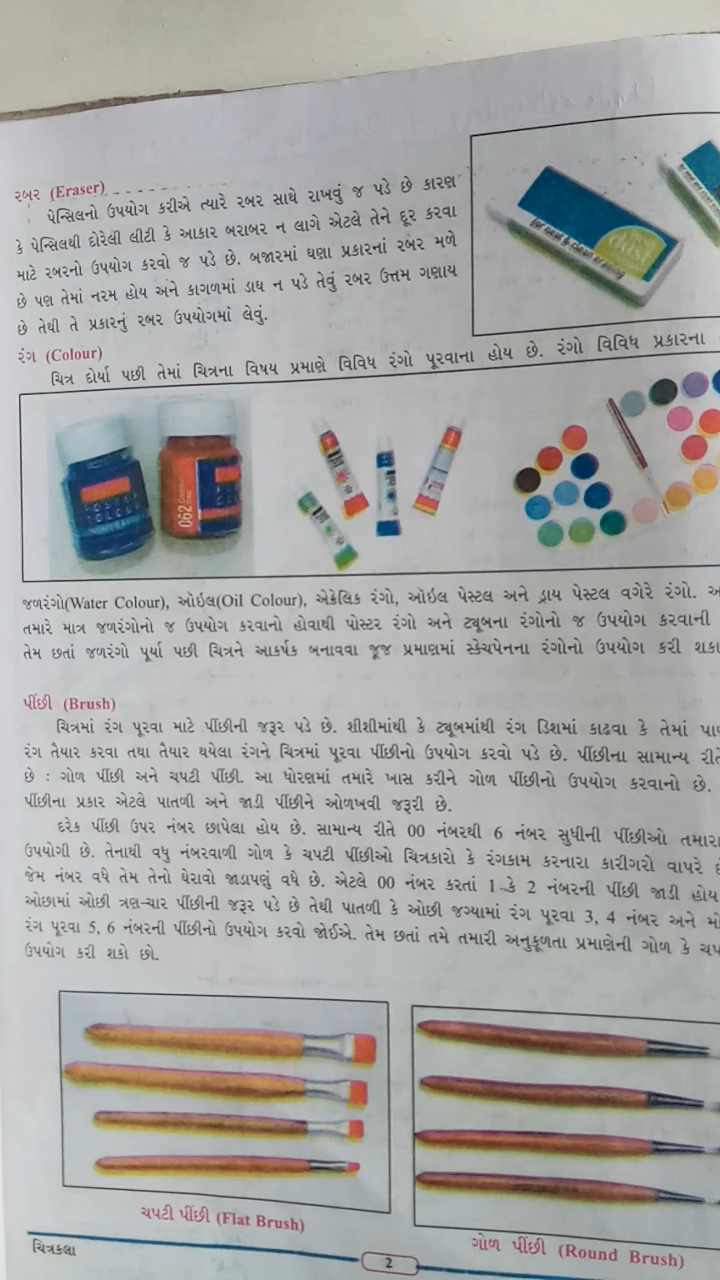 રબર (Eraser)
પેન્સિલનો ઉપયોગ કરીએ ત્યારે રબર સાથે રાખવું જ પડે છે કારણ
કે પેન્સિલથી દોરેલી લીટી કે આકાર બરાબર ન લાગે એટલે તેને દૂર કરવા
માટે રબરનો ઉપયોગ કરવો જ પડે છે. બજારમાં ઘણા પ્રકારનાં રબર મળે
છે પણ તેમાં નરમ હોય અને કાગળમાં ડાઘ ન પડે તેવું રબર ઉત્તમ ગણાય
છે તેથી તે પ્રકારનું રબર ઉપયોગમાં લેવું.
for neat & clean erasing
dust
રંગ (Colour)
ચિત્ર દોર્યા પછી તેમાં ચિત્રના વિષય પ્રમાણે વિવિધ રંગો પૂરવાના હોય છે. રંગો વિવિધ પ્રકારના
062
જળરંગો(Water Colour), ઓઇલ(Oil Colour), એક્રેલિક રંગો, ઓઇલ પેસ્ટલ અને ડ્રાય પેસ્ટલ વગેરે રંગો.
તમારે માત્ર જળરંગોનો જ ઉપયોગ કરવાનો હોવાથી પોસ્ટર રંગો અને ટ્યૂબના રંગોનો જ ઉપયોગ કરવાની
તેમ છતાં જળરંગો પૂર્યા પછી ચિત્રને આકર્ષક બનાવવા જૂજ પ્રમાણમાં સ્કેચપેનના રંગોનો ઉપયોગ કરી શકા
પીંછી (Brush)
ચિત્રમાં રંગ પૂરવા માટે પીંછીની જરૂર પડે છે. શીશીમાંથી કે ટ્યૂબમાંથી રંગ ડિશમાં કાઢવા કે તેમાં પા
રંગ તૈયાર કરવા તથા તૈયાર થયેલા રંગને ચિત્રમાં પૂરવા પીંછીનો ઉપયોગ કરવો પડે છે. પીંછીના સામાન્ય રીતે
છે : ગોળ પીંછી અને ચપટી પીંછી. આ ધોરણમાં તમારે ખાસ કરીને ગોળ પીંછીનો ઉપયોગ કરવાનો છે.
પીંછીના પ્રકાર એટલે પાતળી અને જાડી પીંછીને ઓળખવી જરૂરી છે.
દરેક પીંછી ઉપર નંબર છાપેલા હોય છે. સામાન્ય રીતે 00 નંબરથી 6 નંબર સુધીની પીંછીઓ તમારા
ઉપયોગી છે. તેનાથી વધુ નંબરવાળી ગોળ કે ચપટી પીંછીઓ ચિત્રકારો કે રંગકામ કરનારા કારીગરો વાપરે
જેમ નંબર વધે તેમ તેનો ઘેરાવો જાડાપણું વધે છે. એટલે 00 નંબર કરતાં 1 કે 2 નંબરની પીંછી જાડી હોય
ઓછામાં ઓછી ત્રણ-ચાર પીંછીની જરૂર પડે છે તેથી પાતળી કે ઓછી જગ્યામાં રંગ પૂરવા 3, 4 નંબર અને મો
રંગ પૂરવા 5, 6 નંબરની પીંછીનો ઉપયોગ કરવો જોઈએ. તેમ છતાં તમે તમારી અનુકૂળતા પ્રમાણેની ગોળ કે ચપ
ઉપયોગ કરી શકો છો.
ચપટી પીંછી (Flat Brush)
ગોળ પીંછી (Round Brush)
ચિત્રકલા
2